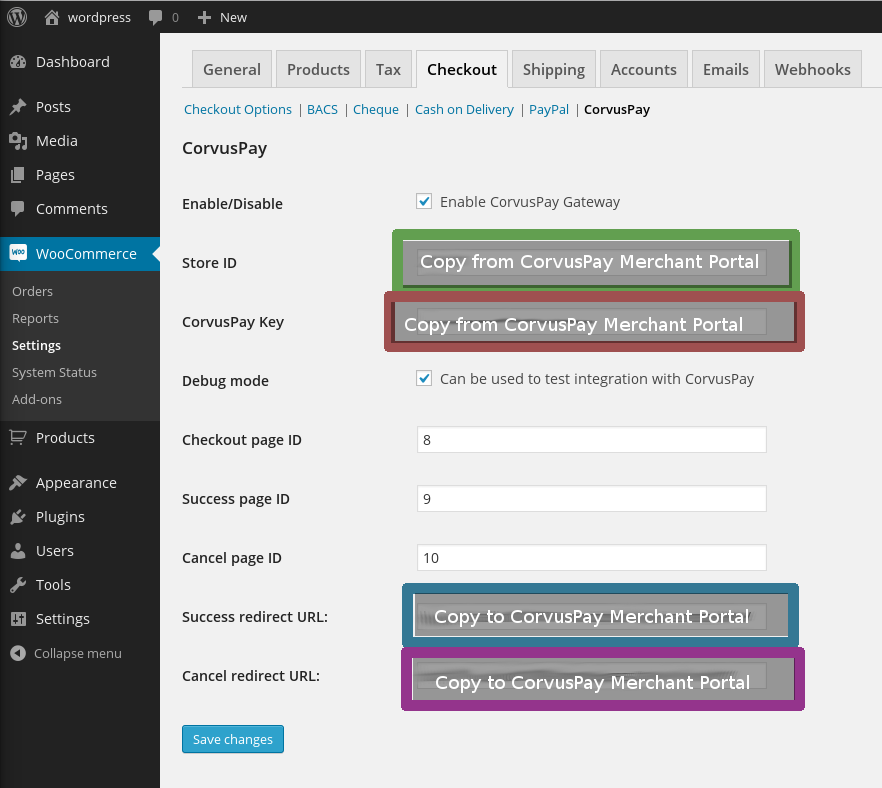 wordpress 0 + New
Dashboard
Posts
Media
Pages
Comments
WooCommerce
Orders
Reports
Settings
System Status
Add-ons
Products
Appearance
Plugins
Users
Tools
Settings
Collapse menu
General Products Tax Checkout Shipping Accounts Emails Webhooks
Checkout Options | BACS | Cheque | Cash on Delivery | PayPal | CorvusPay
CorvusPay
Enable/Disable Enable CorvusPay Gateway
Store ID Copy from CorvusPay Merchant Portal
CorvusPay Key Copy from CorvusPay Merchant Portal
Debug mode Can be used to test integration with CorvusPay
Checkout page ID 8
Success page ID 9
Cancel page ID 10
Success redirect URL: Copy to CorvusPay Merchant Portal
Cancel redirect URL: Copy to CorvusPay Merchant Portal
Save changes